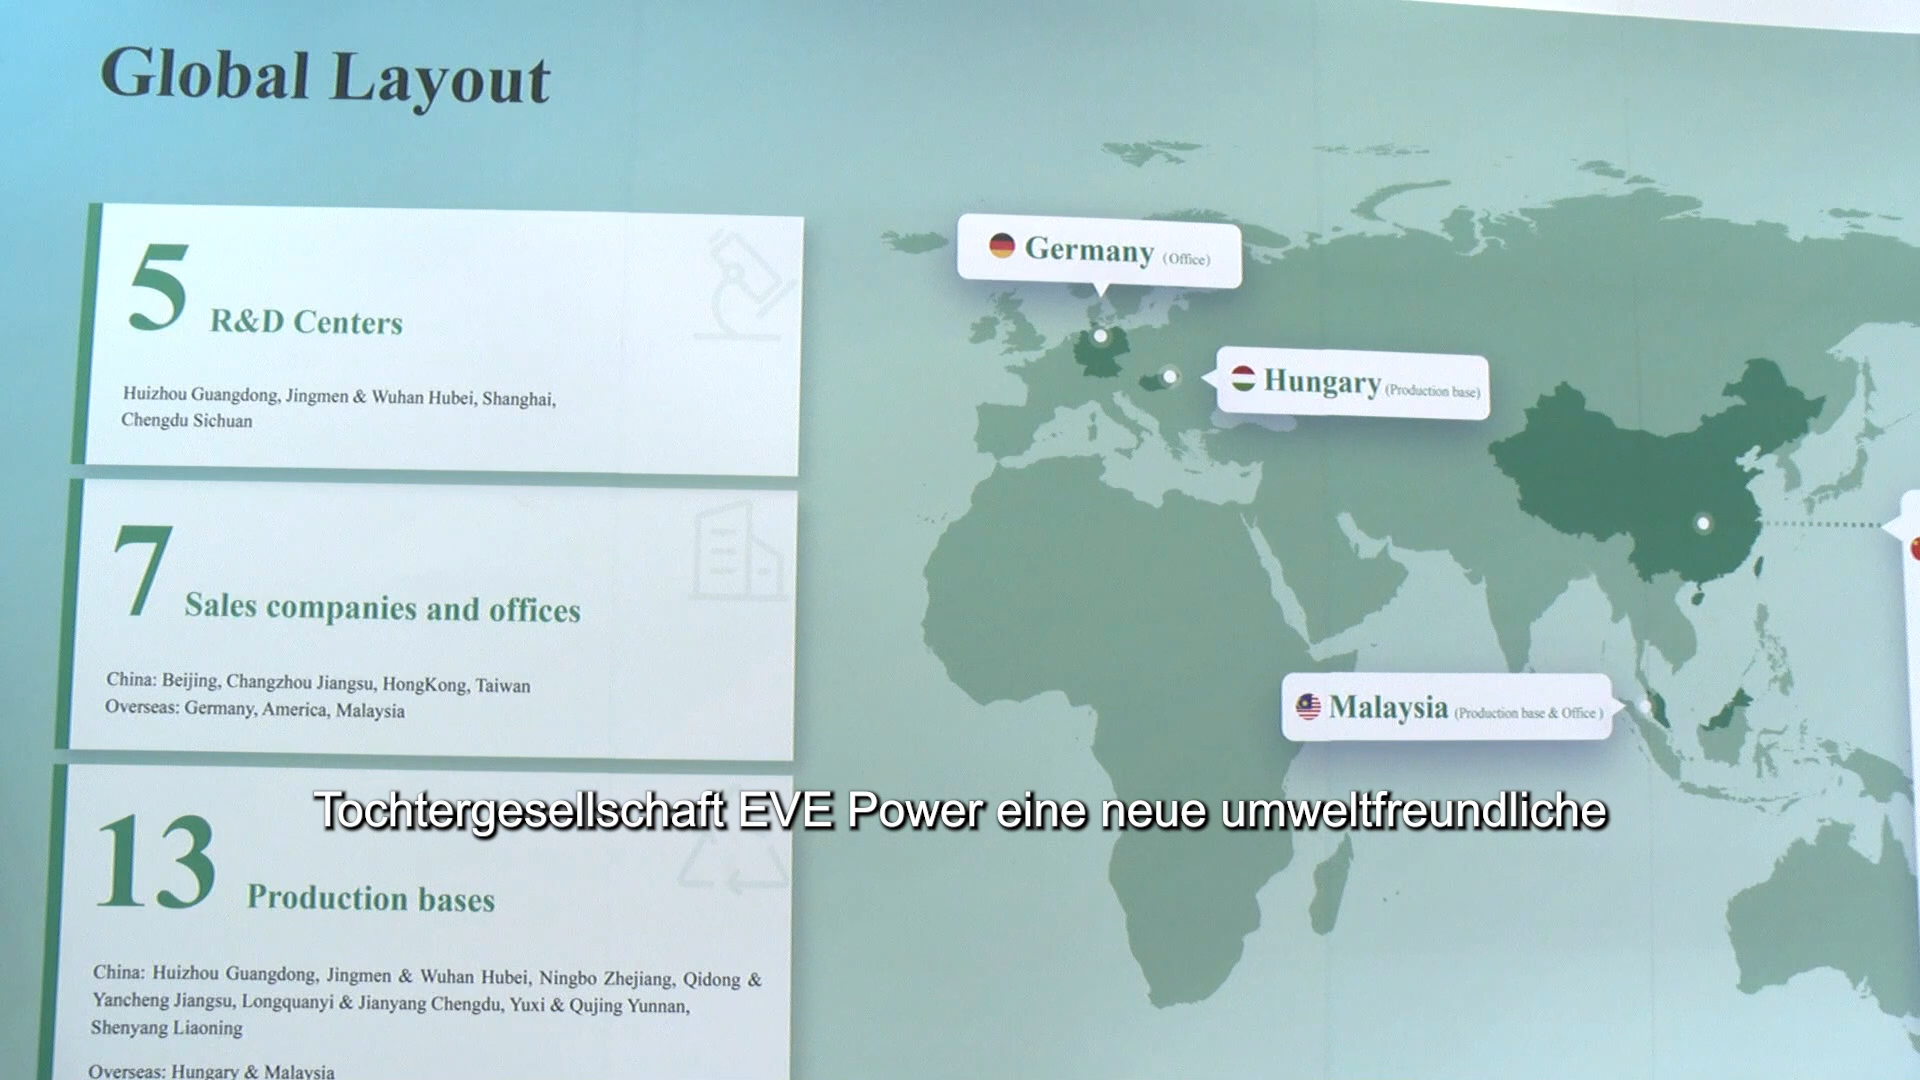 Global Layout
5 R&D Centers
Huizhou Guangdong, Jingmen & Wuhan Hubei, Shanghai,
Chengdu Sichuan
7 Sales companies and offices
China: Beijing, Changzhou Jiangsu, HongKong, Taiwan
Overseas: Germany, America, Malaysia
13 Production bases
China: Huizhou Guangdong, Jingmen & Wuhan Hubei, Ningbo Zhejiang, Qidong &
Yancheng Jiangsu, Longquanyi & Jianyang Chengdu, Yuxi & Qujing Yunnan,
Shenyang Liaoning
Overseas: Hungary & Malaysia
Germany (Office)
Hungary (Production base)
Malaysia (Production base & Office)
Tochtergesellschaft EVE Power eine neue umweltfreundliche